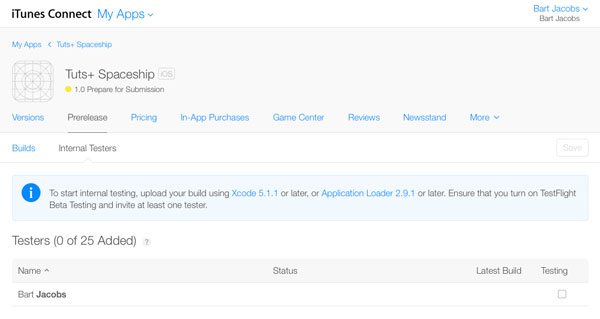 iTunes Connect My Apps
Bart Jacobs
Bart Jacobs
My Apps Tuts+ Spaceship
Tuts+ Spaceship iOS
1.0 Prepare for Submission
Versions Prerelease Pricing In-App Purchases Game Center Reviews Newsstand More
Builds Internal Testers Save
To start internal testing, upload your build using Xcode 5.1.1 or later, or Application Loader 2.9.1 or later. Ensure that you turn on TestFlight
Beta Testing and invite at least one tester.
Testers (0 of 25 Added) ?
Name Status Latest Build Testing
Bart Jacobs